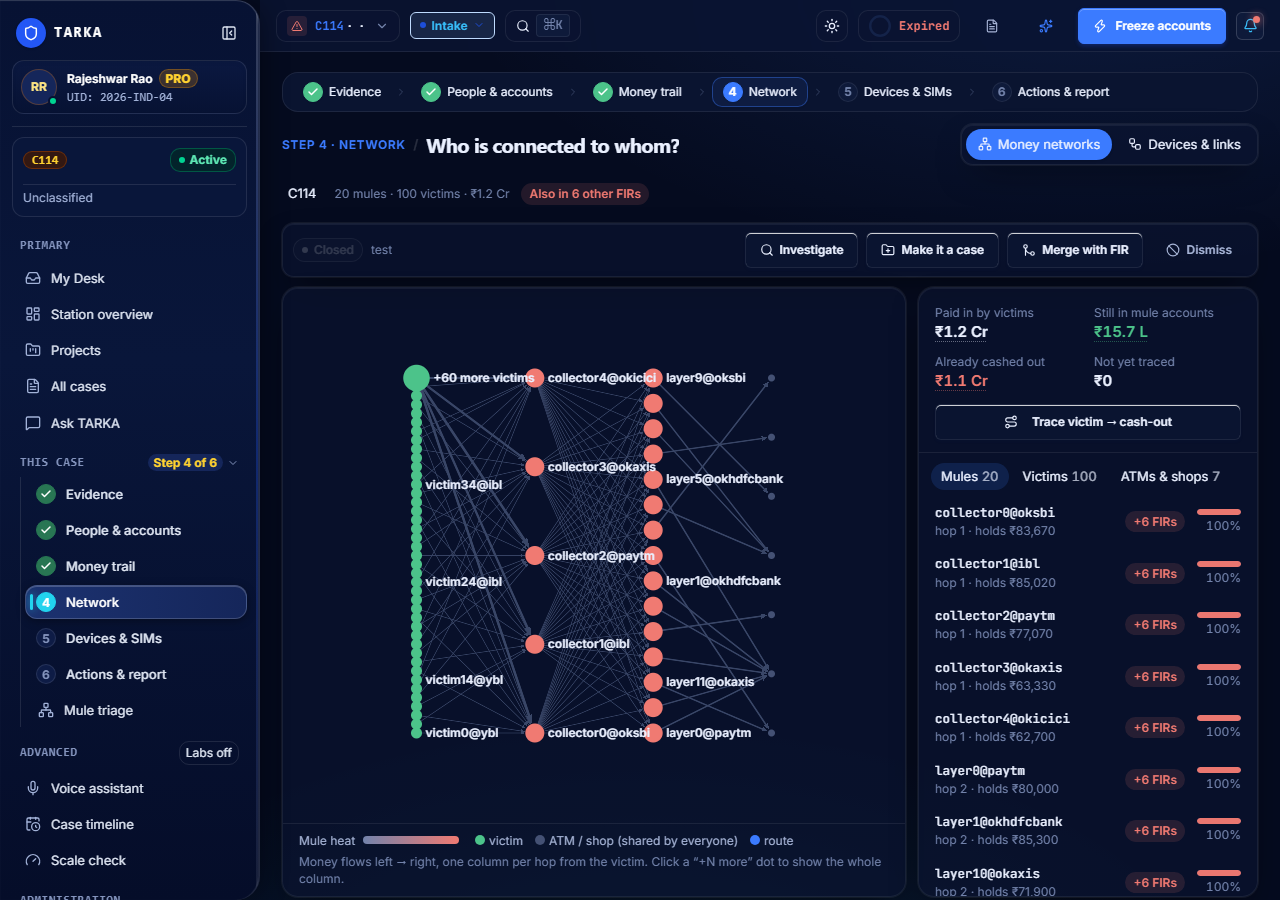 TARKA
RR
Rajeshwar Rao PRO
UID: 2026-IND-04
C114 Active
Unclassified
PRIMARY
My Desk
Station overview
Projects
All cases
Ask TARKA
THIS CASE Step 4 of 6
Evidence
People & accounts
Money trail
4 Network
5 Devices & SIMs
6 Actions & report
Mule triage
ADVANCED Labs off
Voice assistant
Case timeline
Scale check
ADMINISTRATION
C114 · · Intake ⌘K Expired Freeze accounts
Evidence People & accounts Money trail 4 Network 5 Devices & SIMs 6 Actions & report
STEP 4 · NETWORK / Who is connected to whom? Money networks Devices & links
C114 20 mules · 100 victims · ₹1.2 Cr Also in 6 other FIRs
Closed test Investigate Make it a case Merge with FIR Dismiss
+60 more victims collector4@okicici layer9@oksbi
collector3@okaxis
victim34@ibl layer5@okhdfcbank
collector2@paytm
victim24@ibl layer1@okhdfcbank
collector1@ibl
victim14@ybl layer11@okaxis
victim0@ybl collector0@oksbi layer0@paytm
Mule heat victim ATM / shop (shared by everyone) route
Money flows left → right, one column per hop from the victim. Click a “+N more” dot to show the whole
column.
Paid in by victims Still in mule accounts
₹1.2 Cr ₹15.7 L
Already cashed out Not yet traced
₹1.1 Cr ₹0
Trace victim → cash-out
Mules 20 Victims 100 ATMs & shops 7
collector0@oksbi
hop 1 · holds ₹83,670 +6 FIRs 100%
collector1@ibl
hop 1 · holds ₹85,020 +6 FIRs 100%
collector2@paytm
hop 1 · holds ₹77,070 +6 FIRs 100%
collector3@okaxis
hop 1 · holds ₹63,330 +6 FIRs 100%
collector4@okicici
hop 1 · holds ₹62,700 +6 FIRs 100%
layer0@paytm
hop 2 · holds ₹80,000 +6 FIRs 100%
layer1@okhdfcbank
hop 2 · holds ₹85,300 +6 FIRs 100%
layer10@okaxis
hop 2 · holds ₹71,900 +6 FIRs 100%